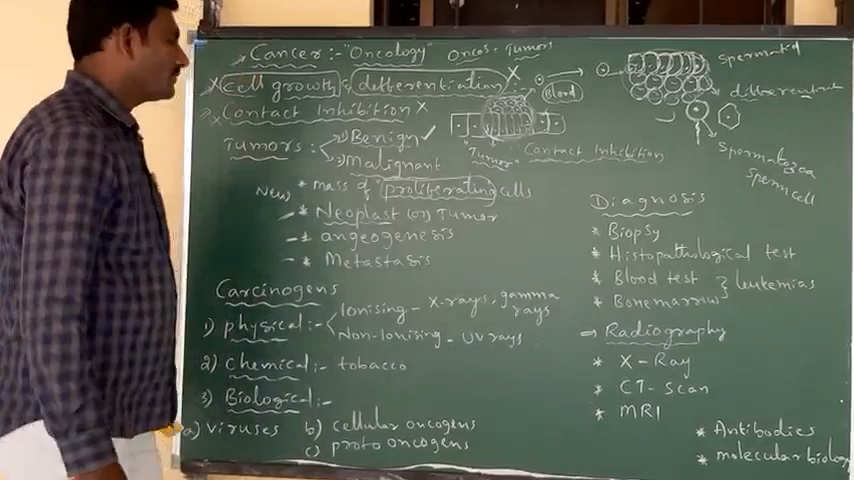 Cancer:- "Oncology" Oncos: Tumors
Cell growth & differentiation
Contact Inhibition
Blood
"Tumor" Contact Inhibition
Spermatid
differentiate
Spermatozoa
Sperm cell
Tumors:-
1) Benign
2) Malignant
New) * mass of proliferating cells
* Neoplast (or) Tumor
* angeogenesis
* Metastasis
Carcinogens
1) physical:- Ionising - X-rays, gamma rays
Non-Ionising - UV rays
2) Chemical:- tobacco
3) Biological:-
a) viruses b) cellular oncogens
c) proto oncogens
Diagnosis
* Biopsy
* Histopathological test
* Blood test } leukemias
* Bonemarrow
Radiography
* X-Ray
* CT-Scan
* MRI
* Antibodies
* molecular biology